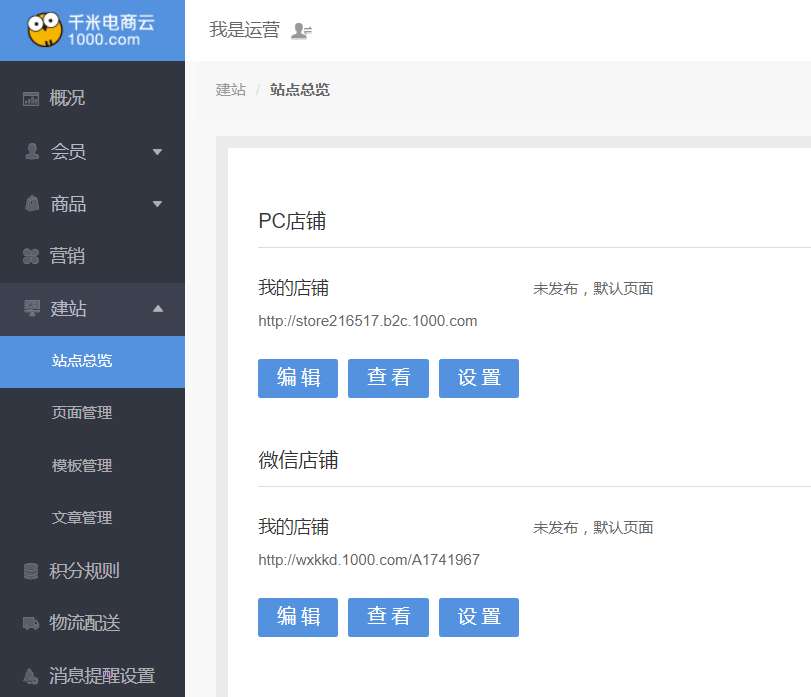 千米电商云
1000.com
我是运营
概况
会员
商品
营销
建站
站点总览
页面管理
模板管理
文章管理
积分规则
物流配送
消息提醒设置
建站 / 站点总览
PC店铺
我的店铺 未发布，默认页面
http://store216517.b2c.1000.com
编辑 查看 设置
微信店铺
我的店铺 未发布，默认页面
http://wxkkd.1000.com/A1741967
编辑 查看 设置